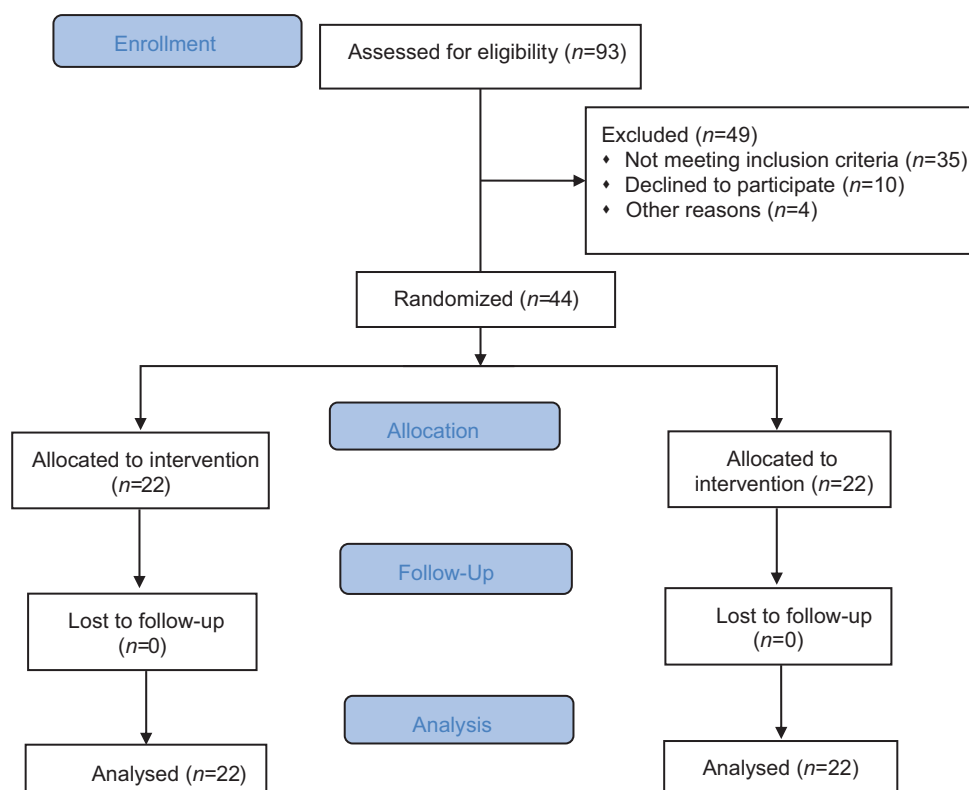 Enrollment
Assessed for eligibility (n=93)
Excluded (n=49)
♦ Not meeting inclusion criteria (n=35)
♦ Declined to participate (n=10)
♦ Other reasons (n=4)
Randomized (n=44)
Allocation
Allocated to intervention
(n=22)
Allocated to
intervention (n=22)
Follow-Up
Lost to follow-up
(n=0)
Lost to follow-up
(n=0)
Analysis
Analysed (n=22)
Analysed (n=22)